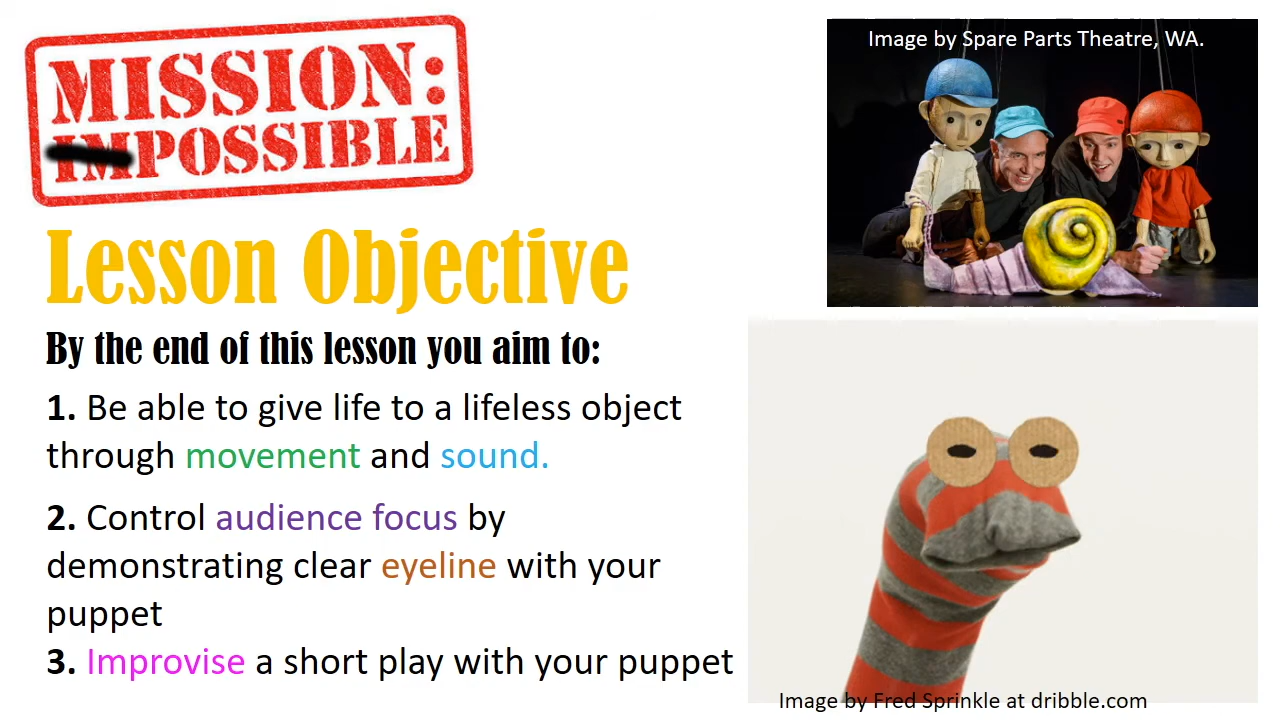 MISSION:
IMPOSSIBLE
Image by Spare Parts Theatre, WA.
Lesson Objective
By the end of this lesson you aim to:
1. Be able to give life to a lifeless object
through movement and sound.
2. Control audience focus by
demonstrating clear eyeline with your
puppet
3. Improvise a short play with your puppet
Image by Fred Sprinkle at dribble.com